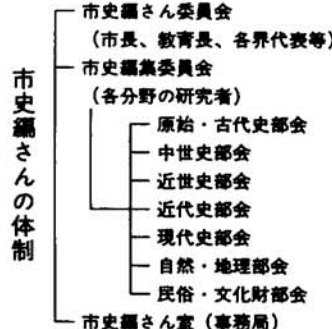 市史編さんの体制
市史編さん委員会
(市長、教育長、各界代表等)
市史編集委員会
(各分野の研究者)
原始・古代史部会
中世史部会
近世史部会
近代史部会
現代史部会
自然・地理部会
民俗・文化財部会
市史編さん室(事務局)